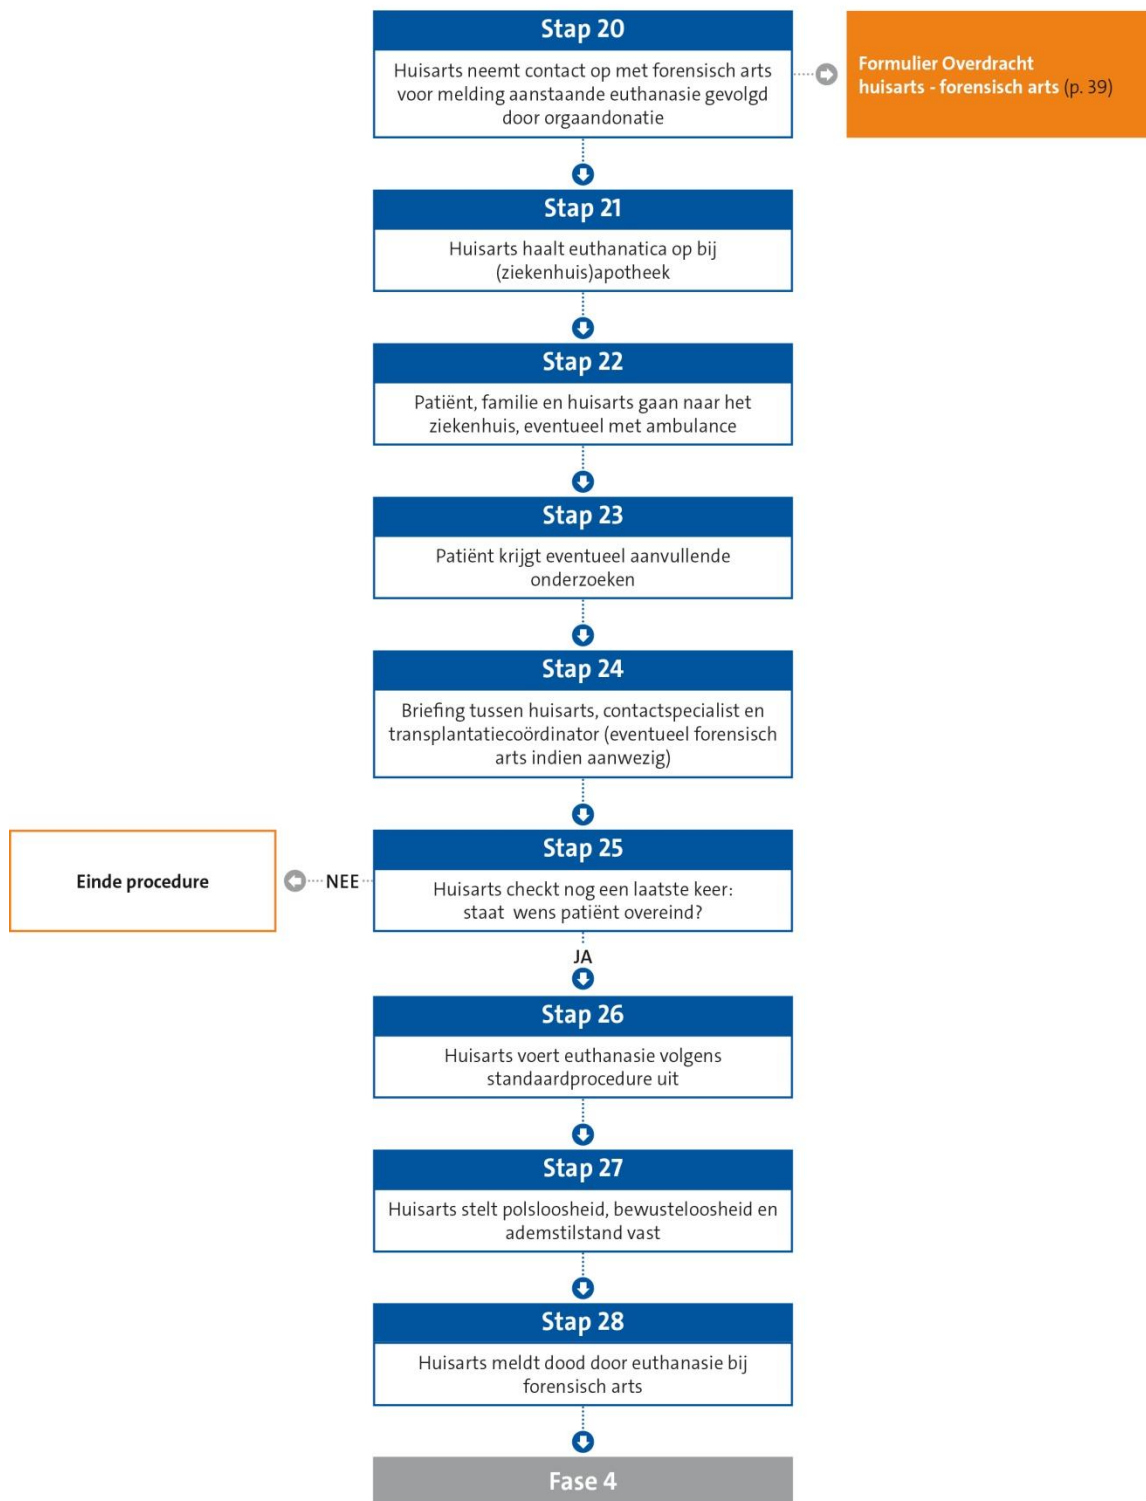 Stap 20
Huisarts neemt contact op met forensisch arts
voor melding aanstaande euthanasie gevolgd
door orgaandonatie
Formulier Overdracht
huisarts - forensisch arts (p. 39)
Stap 21
Huisarts haalt euthanatica op bij
(ziekenhuis)apotheek
Stap 22
Patiënt, familie en huisarts gaan naar het
ziekenhuis, eventueel met ambulance
Stap 23
Patiënt krijgt eventueel aanvullende
onderzoeken
Stap 24
Briefing tussen huisarts, contactspecialist en
transplantatiecoördinator (eventueel forensisch
arts indien aanwezig)
Stap 25
Huisarts checkt nog een laatste keer:
staat wens patiënt overeind?
NEE
Einde procedure
JA
Stap 26
Huisarts voert euthanasie volgens
standaardprocedure uit
Stap 27
Huisarts stelt polsloosheid, bewusteloosheid en
ademstilstand vast
Stap 28
Huisarts meldt dood door euthanasie bij
forensisch arts
Fase 4